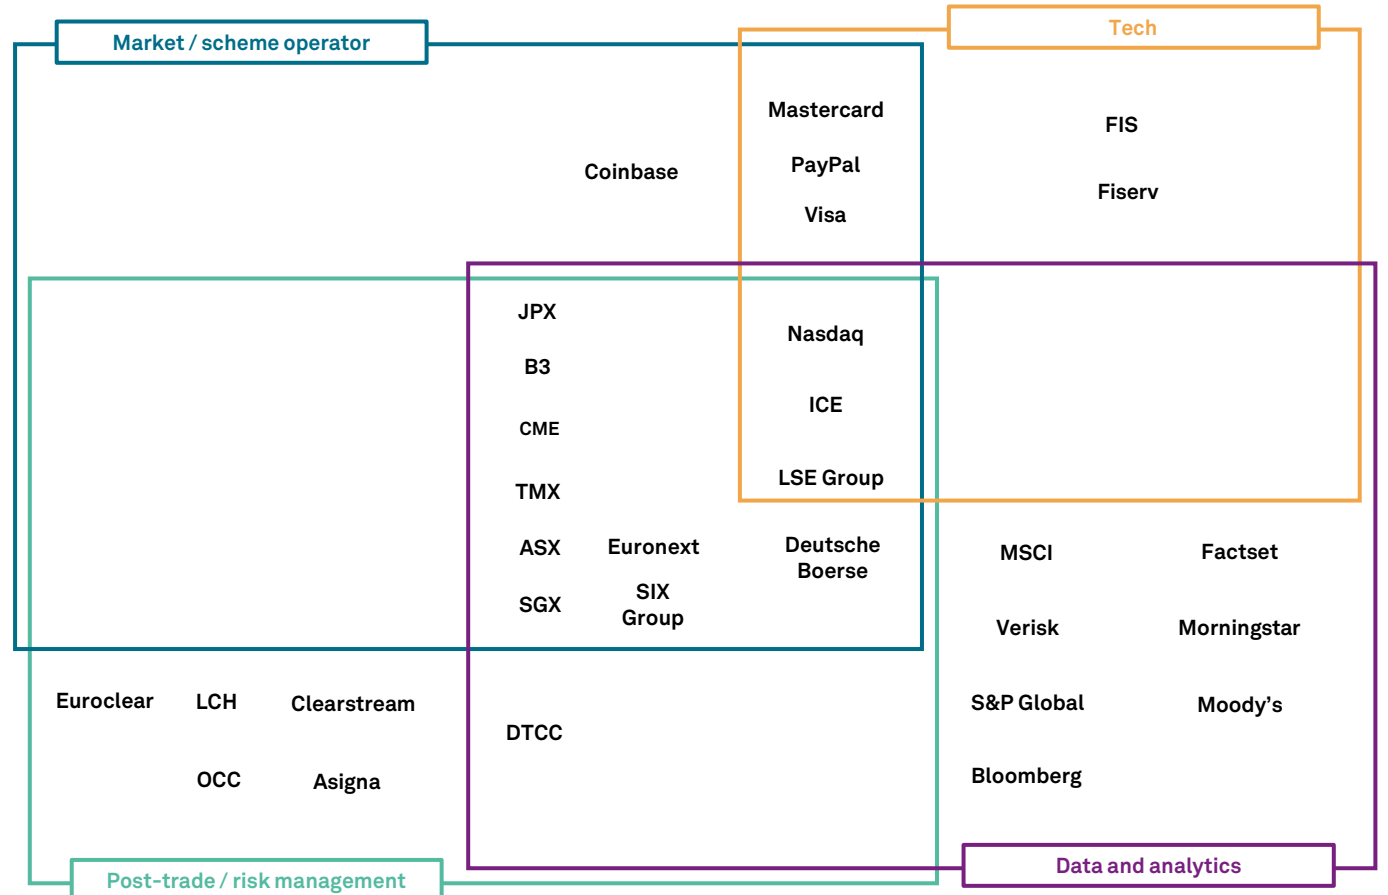 Market / scheme operator
Tech
Mastercard
FIS
PayPal
Coinbase
Fiserv
Visa
JPX
Nasdaq
B3
ICE
CME
LSE Group
TMX
ASX
Euronext
Deutsche
Boerse
MSCI
Factset
SGX
SIX
Group
Verisk
Morningstar
Euroclear
LCH
Clearstream
S&P Global
Moody’s
DTCC
OCC
Asigna
Bloomberg
Data and analytics
Post-trade / risk management